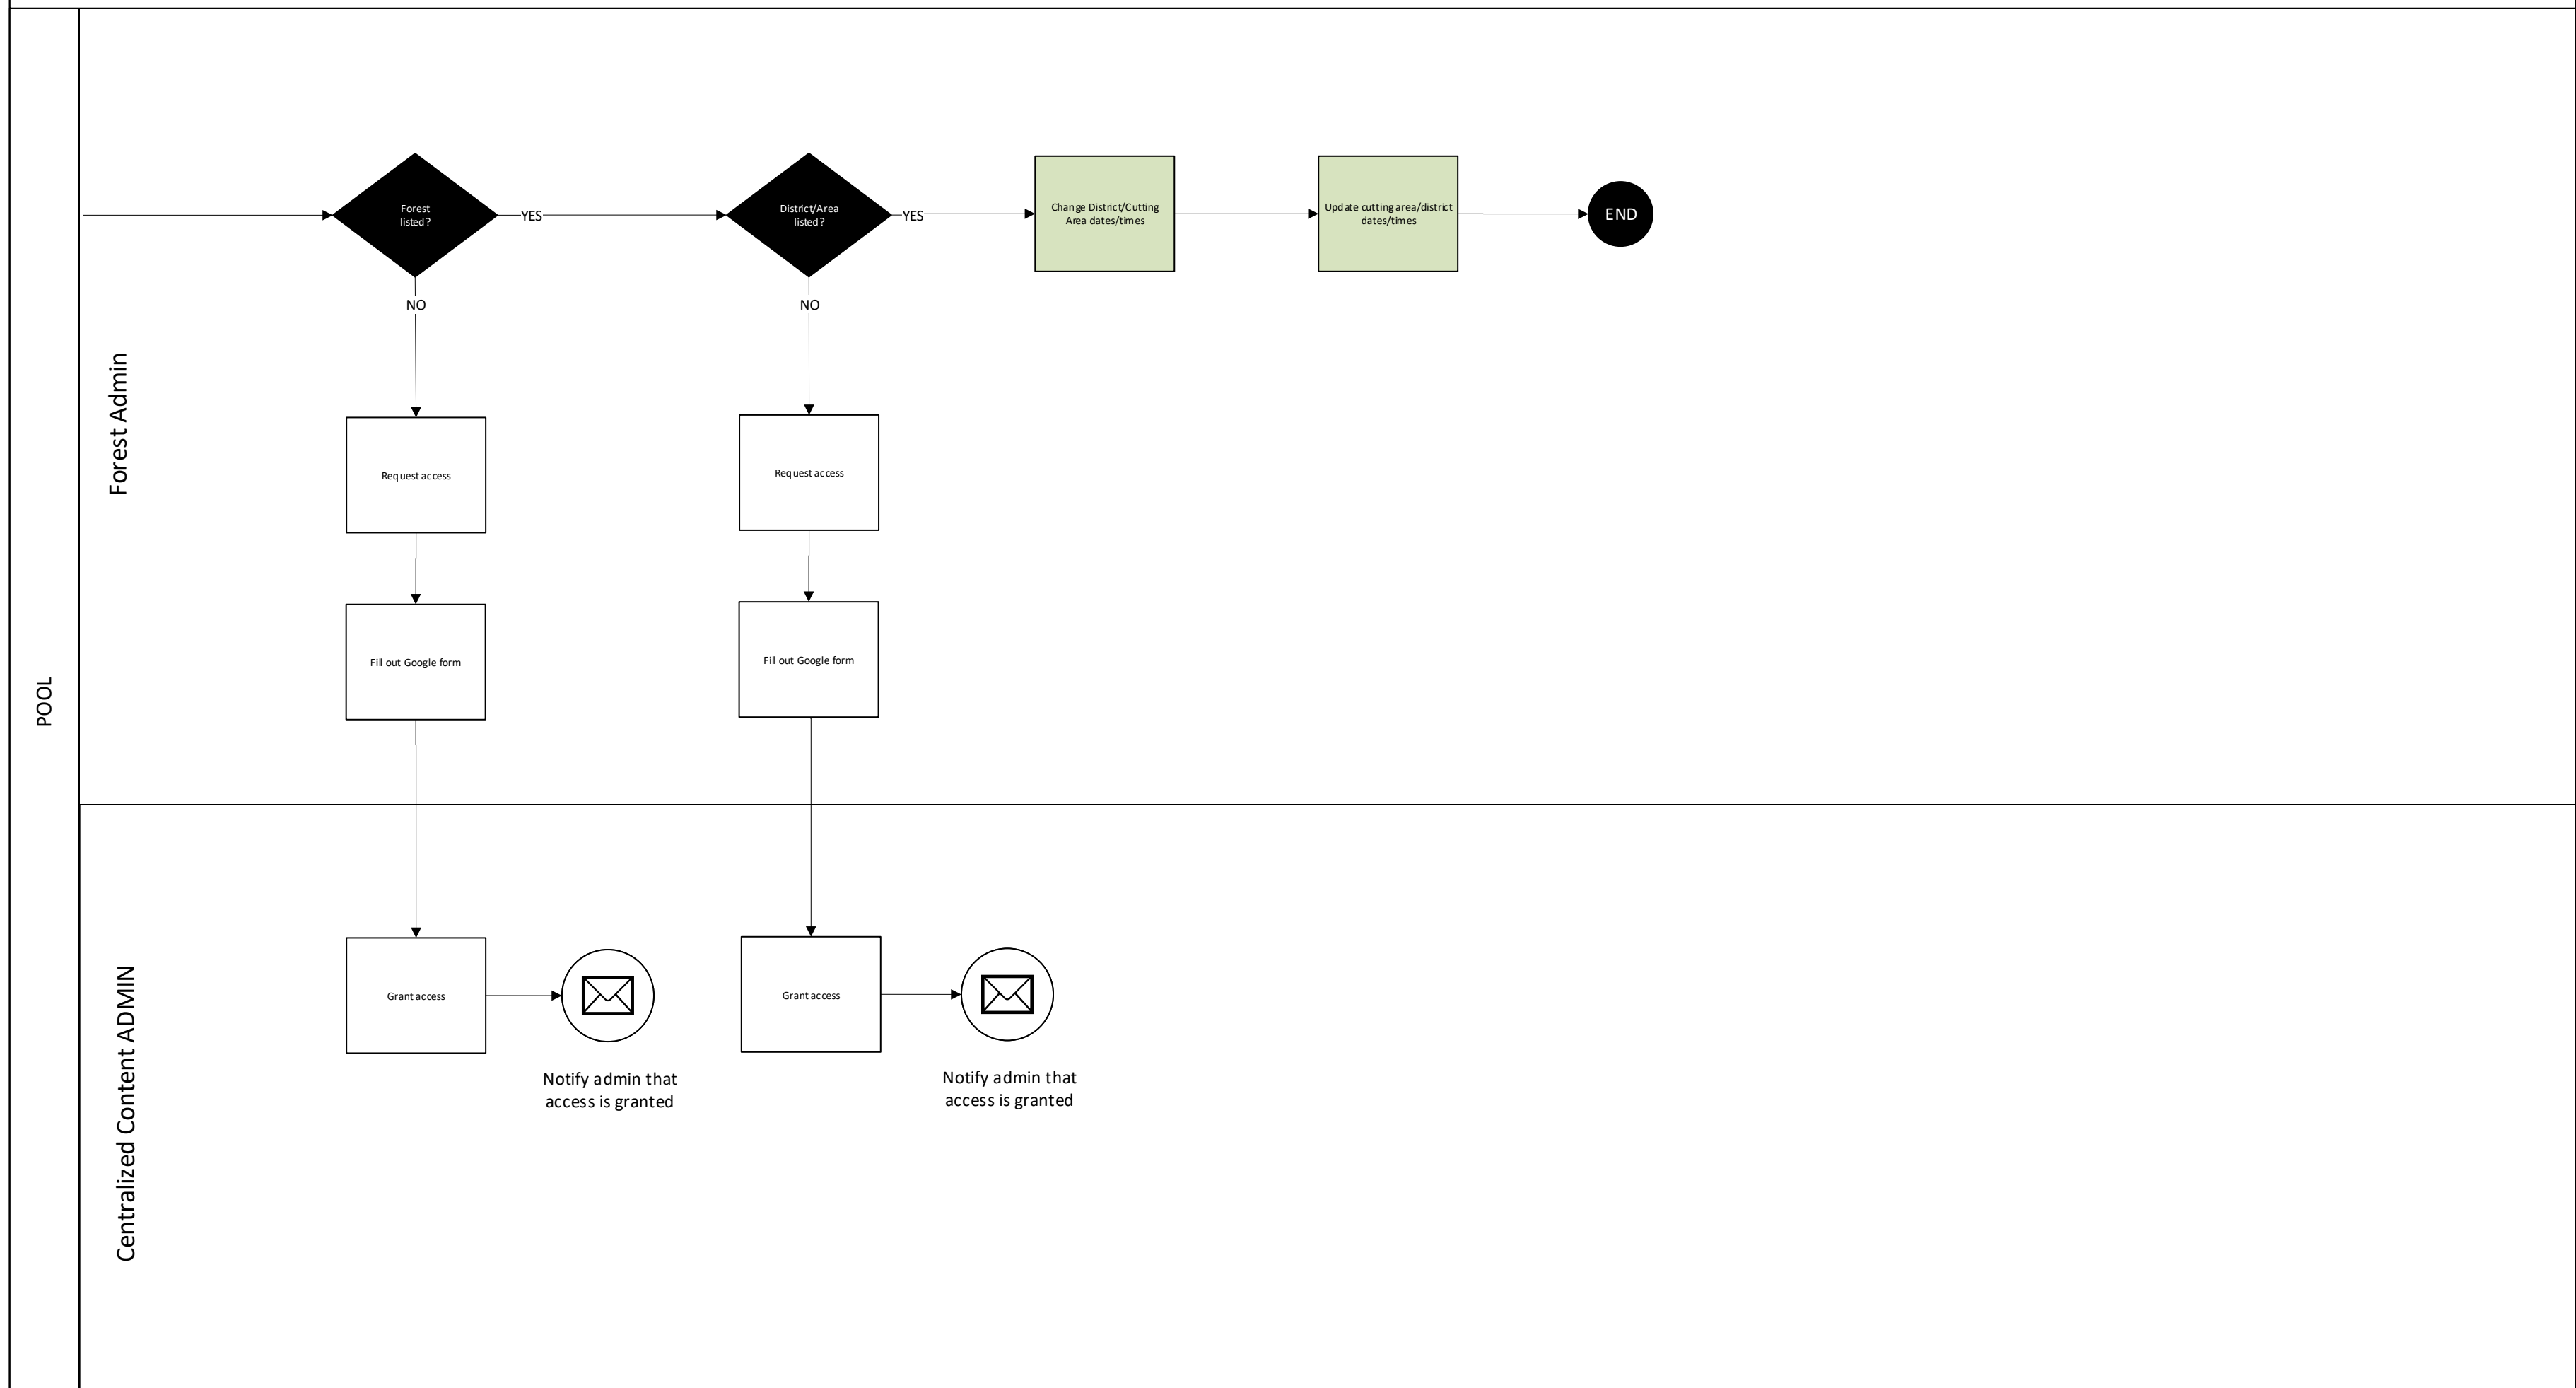 POOL
Forest Admin
Forest
listed?
YES
District/Area
listed?
YES
Change District/Cutting
Area dates/times
Update cutting area/district
dates/times
END
NO
NO
Request access
Request access
Fill out Google form
Fill out Google form
Centralized Content ADMIN
Grant access
Notify admin that
access is granted
Grant access
Notify admin that
access is granted